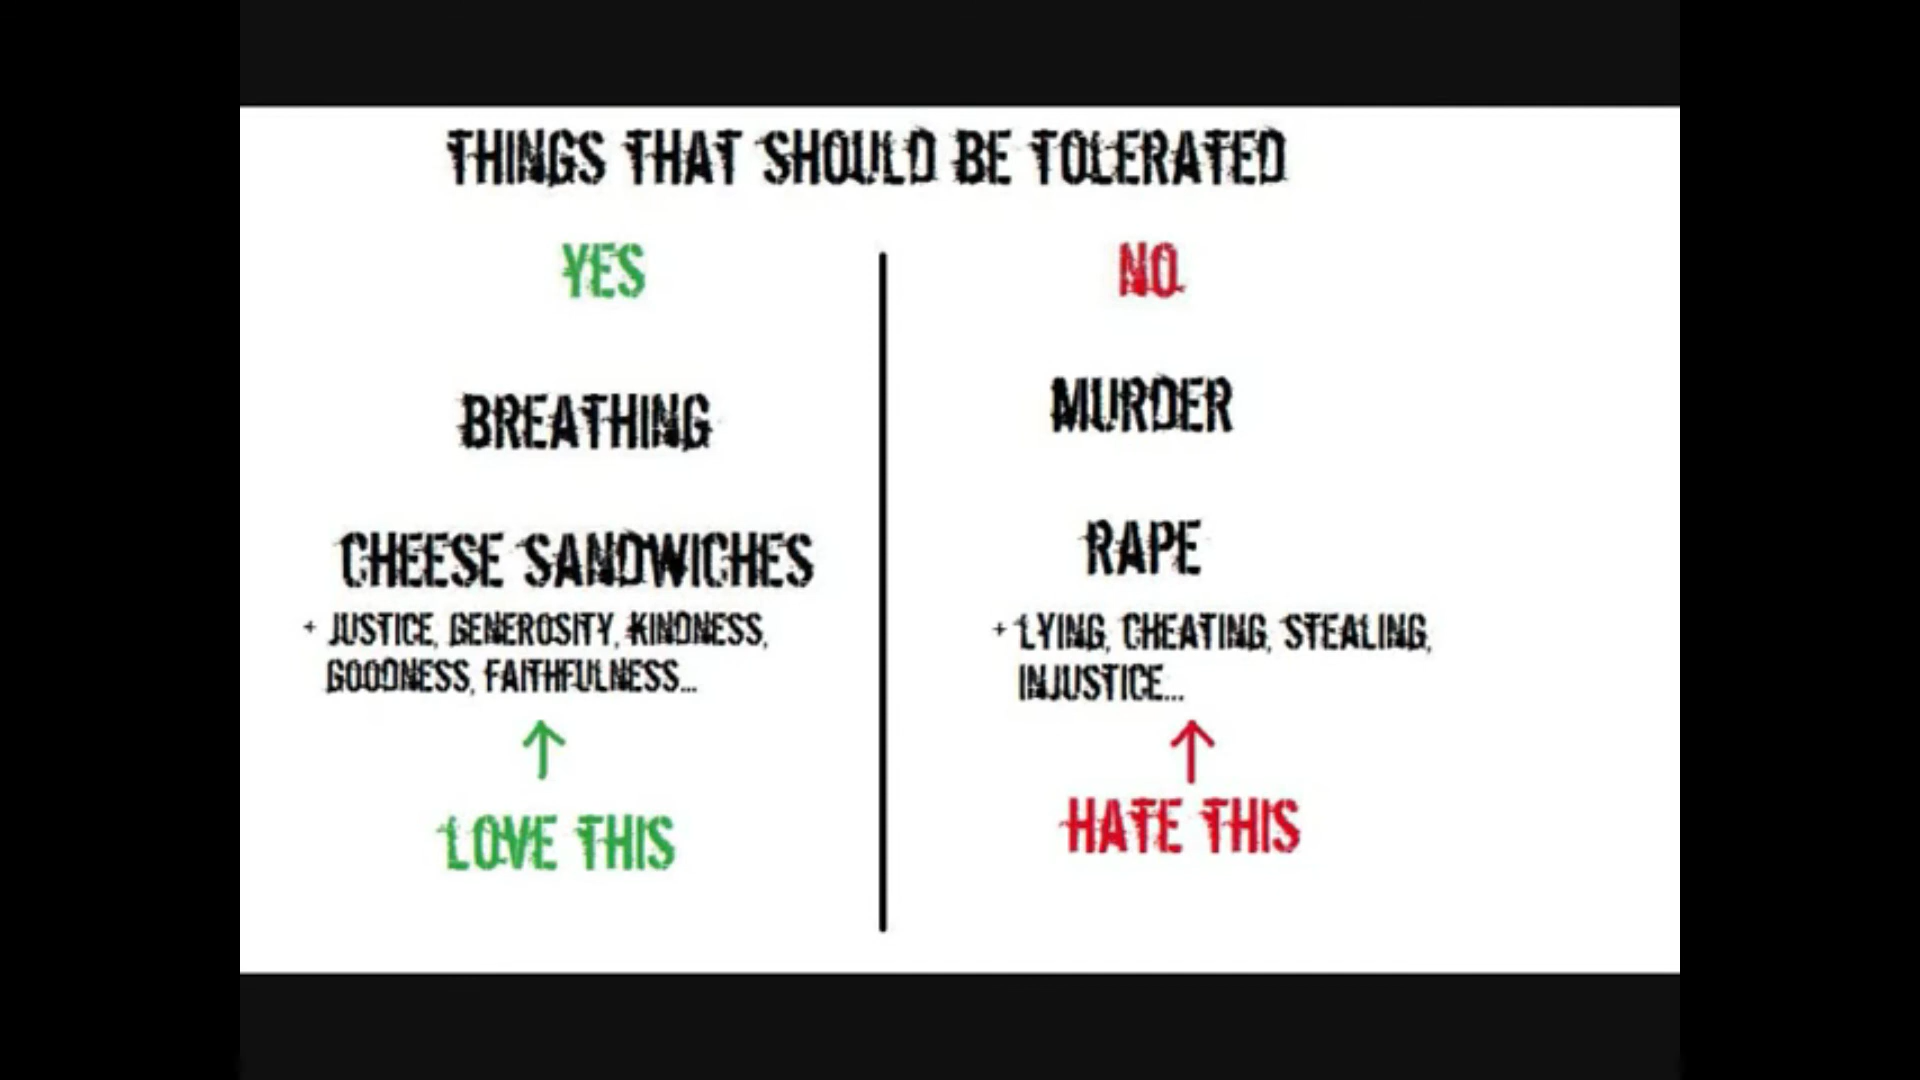 THINGS THAT SHOULD BE TOLERATED
YES
BREATHING
CHEESE SANDWICHES
+ JUSTICE, GENEROSITY, KINDNESS,
GOODNESS, FAITHFULNESS...
LOVE THIS
NO
MURDER
RAPE
+ LYING, CHEATING, STEALING,
INJUSTICE...
HATE THIS